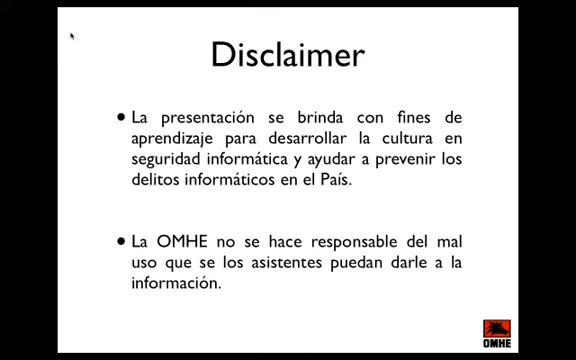 Disclaimer
• La presentación se brinda con fines de
aprendizaje para desarrollar la cultura en
seguridad informática y ayudar a prevenir los
delitos informáticos en el País.
• La OMHE no se hace responsable del mal
uso que se los asistentes puedan darle a la
información.
OMHE